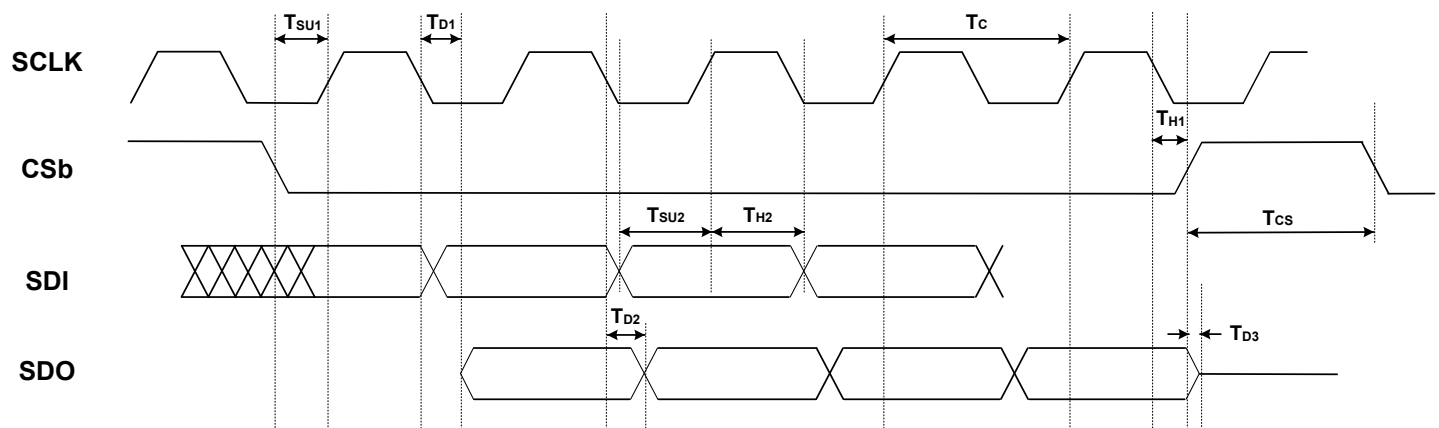 TSU1
TD1
TC
SCLK
TH1
CSb
TSU2
TH2
TCS
SDI
TD2
TD3
SDO